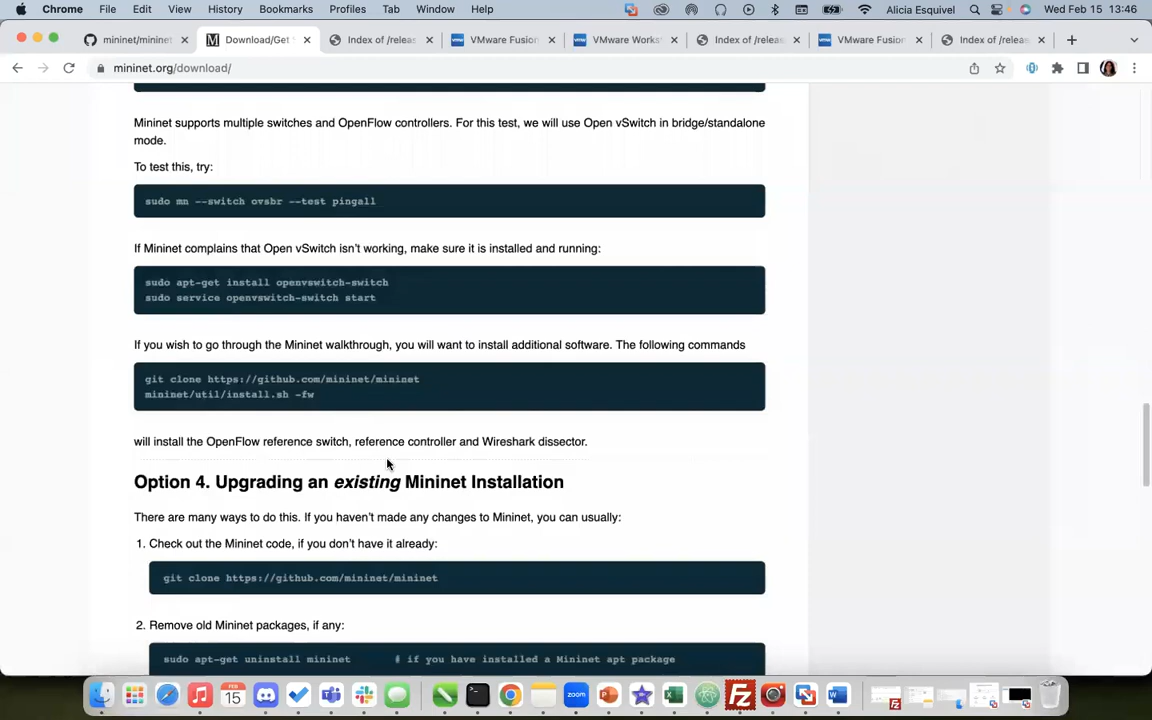 Chrome File Edit View History Bookmarks Profiles Tab Window Help Alicia Esquivel Wed Feb 15 13:46
mininet/mininet Download/Get Index of /releas VMware Fusion VMware Works Index of /releas VMware Fusion Index of /releas
mininet.org/download/
Mininet supports multiple switches and OpenFlow controllers. For this test, we will use Open vSwitch in bridge/standalone
mode.
To test this, try:
sudo mn --switch ovsbr --test pingall
If Mininet complains that Open vSwitch isn't working, make sure it is installed and running:
sudo apt-get install openvswitch-switch
sudo service openvswitch-switch start
If you wish to go through the Mininet walkthrough, you will want to install additional software. The following commands
git clone https://github.com/mininet/mininet
mininet/util/install.sh -fw
will install the OpenFlow reference switch, reference controller and Wireshark dissector.
Option 4. Upgrading an existing Mininet Installation
There are many ways to do this. If you haven't made any changes to Mininet, you can usually:
1. Check out the Mininet code, if you don't have it already:
git clone https://github.com/mininet/mininet
2. Remove old Mininet packages, if any:
sudo apt-get uninstall mininet # if you have installed a Mininet apt package
FEB
15
zoom